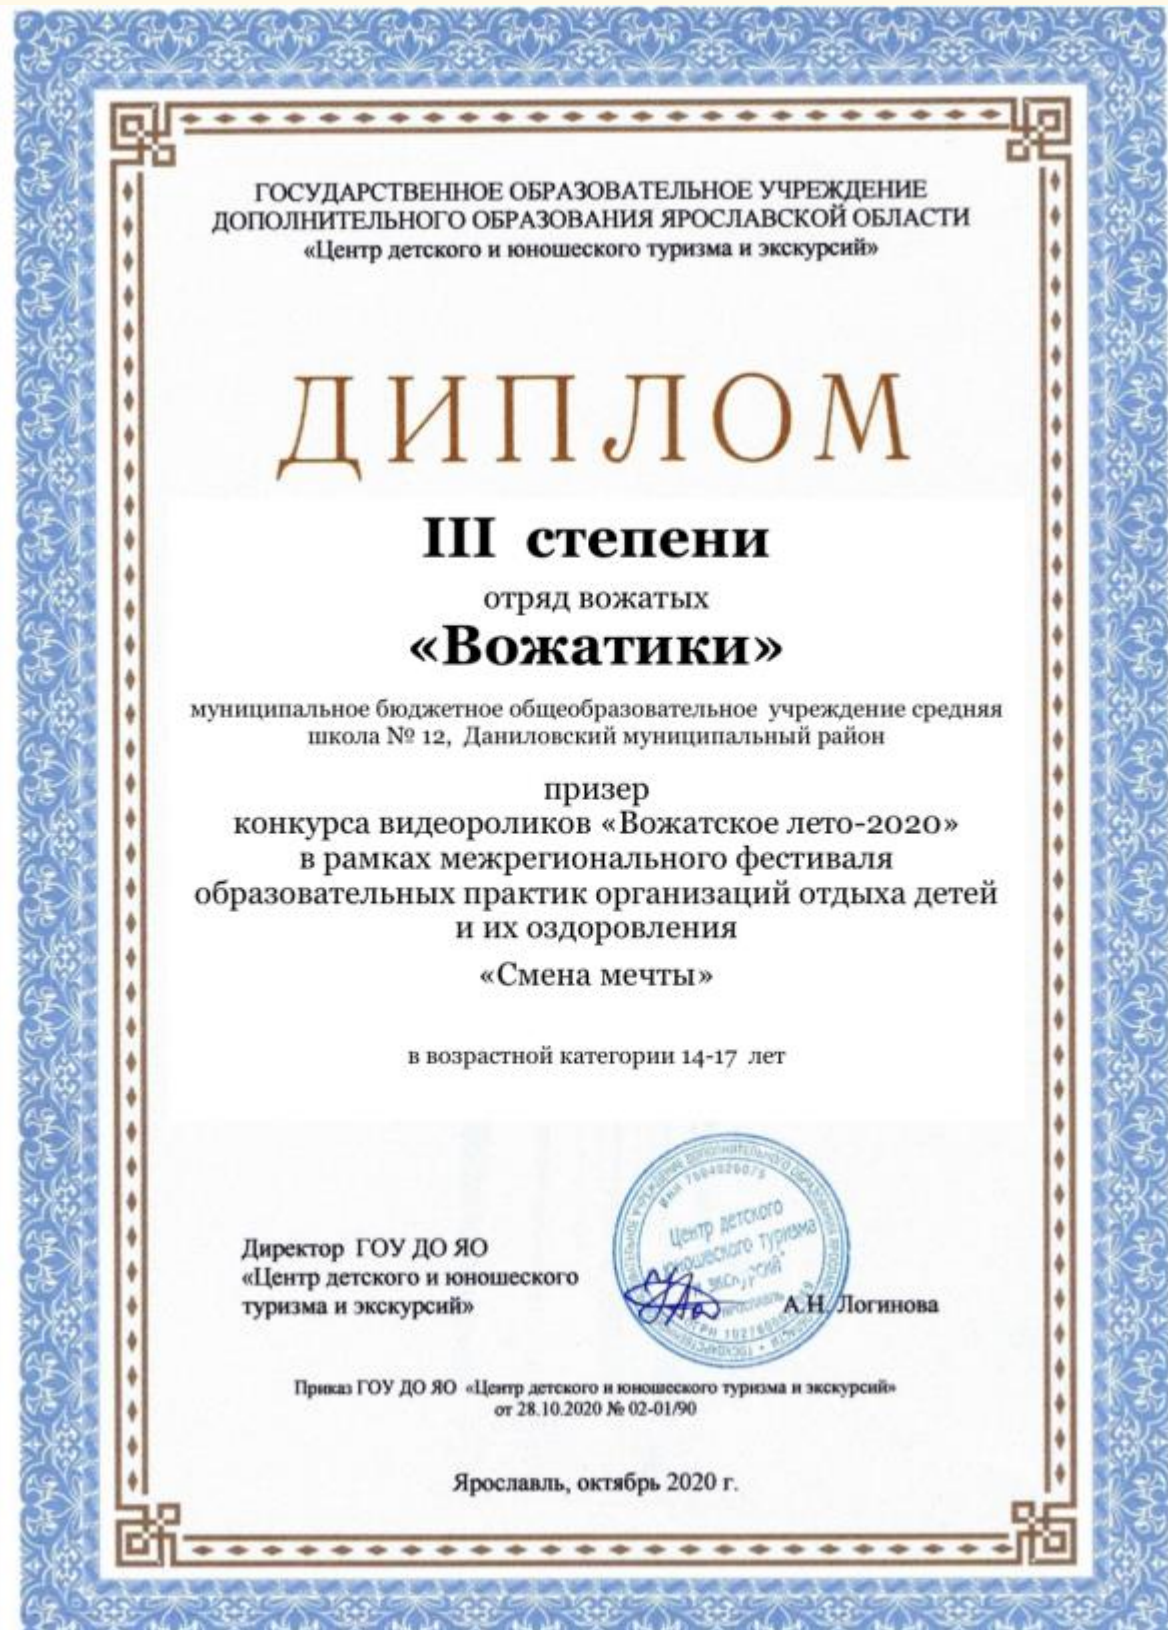 ГОСУДАРСТВЕННОЕ ОБРАЗОВАТЕЛЬНОЕ УЧРЕЖДЕНИЕ
ДОПОЛНИТЕЛЬНОГО ОБРАЗОВАНИЯ ЯРОСЛАВСКОЙ ОБЛАСТИ
«Центр детского и юношеского туризма и экскурсий»
ДИПЛОМ
III степени
отряд вожатых
«Вожатики»
муниципальное бюджетное общеобразовательное учреждение средняя
школа № 12, Даниловский муниципальный район
призер
конкурса видеороликов «Вожатское лето-2020»
в рамках межрегионального фестиваля
образовательных практик организаций отдыха детей
и их оздоровления
«Смена мечты»
в возрастной категории 14-17 лет
Директор ГОУ ДО ЯО
«Центр детского и юношеского
туризма и экскурсий»
Центр детского
юношеского туризма
А.Н. Логинова
Приказ ГОУ ДО ЯО «Центр детского и юношеского туризма и экскурсий»
от 28.10.2020 № 02-01/90
Ярославль, октябрь 2020 г.